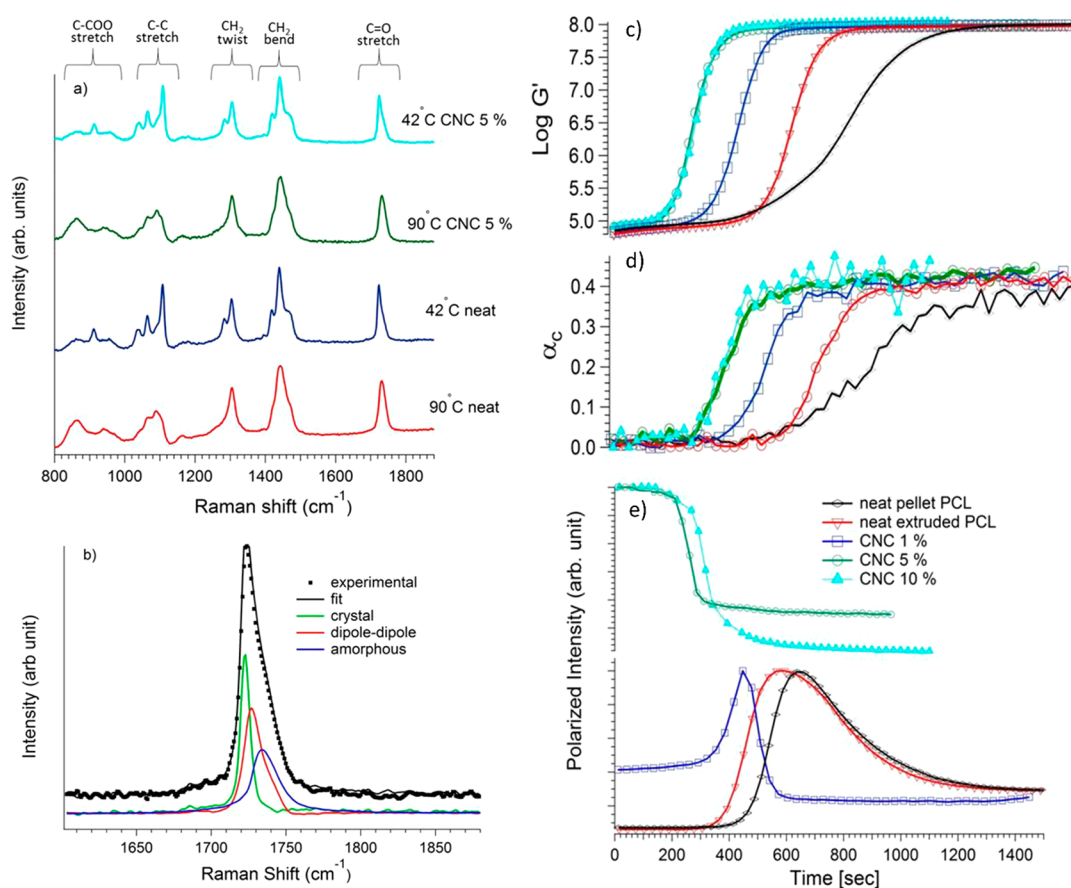 C-COO stretch
C-C stretch
CH2 twist
CH2 bend
C=O stretch
a)
42°C CNC 5 %
90°C CNC 5 %
42°C neat
90°C neat
Intensity (arb. units)
800 1000 1200 1400 1600 1800
Raman shift (cm-1)
b)
experimental
fit
crystal
dipole-dipole
amorphous
Intensity (arb unit)
1650 1700 1750 1800 1850
Raman Shift (cm-1)
c)
Log G'
8.0
7.5
7.0
6.5
6.0
5.5
5.0
d)
αc
0.4
0.3
0.2
0.1
0.0
e)
neat pellet PCL
neat extruded PCL
CNC 1 %
CNC 5 %
CNC 10 %
Polarized Intensity (arb. unit)
0 200 400 600 800 1000 1200 1400
Time [sec]